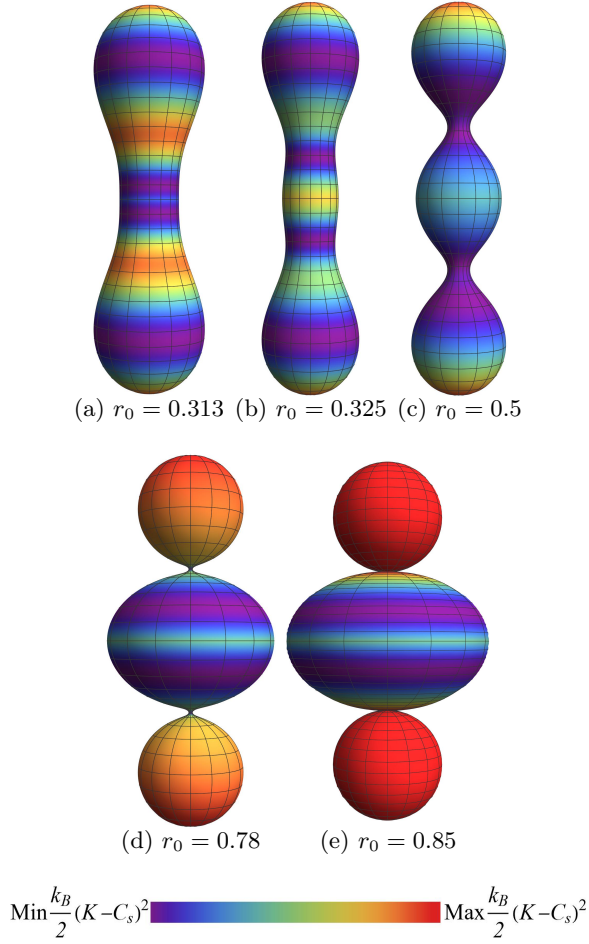 (a) r₀ = 0.313 (b) r₀ = 0.325 (c) r₀ = 0.5
(d) r₀ = 0.78 (e) r₀ = 0.85
Min k_B/2 (K−C_s)² Max k_B/2 (K−C_s)²